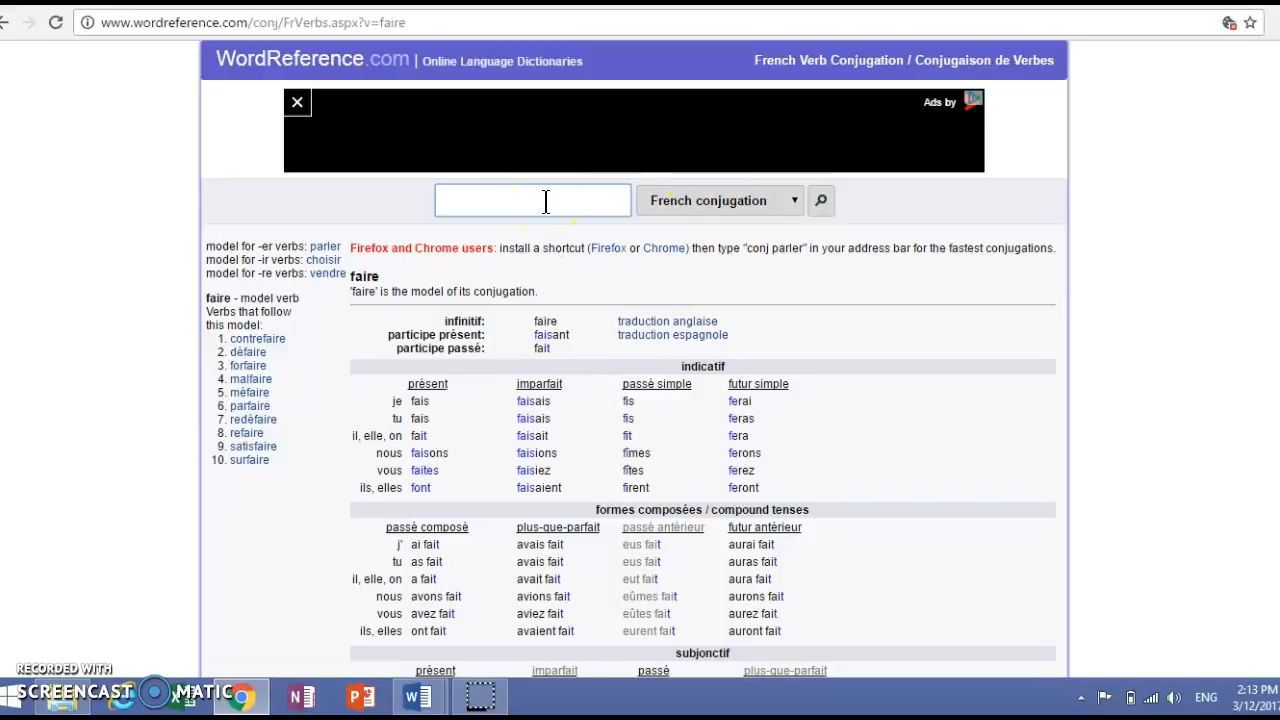 www.wordreference.com/conj/FrVerbs.aspx?v=faire
WordReference.com | Online Language Dictionaries French Verb Conjugation / Conjugaison de Verbes
Ads by
French conjugation
model for -er verbs: parler
model for -ir verbs: choisir
model for -re verbs: vendre
faire - model verb
Verbs that follow
this model:
1. contrefaire
2. défaire
3. forfaire
4. malfaire
5. méfaire
6. parfaire
7. redéfaire
8. refaire
9. satisfaire
10. surfaire
Firefox and Chrome users: install a shortcut (Firefox or Chrome) then type "conj parler" in your address bar for the fastest conjugations.
faire
'faire' is the model of its conjugation.
infinitif: faire traduction anglaise
participe présent: faisant traduction espagnole
participe passé: fait
indicatif
présent imparfait passé simple futur simple
je fais faisais fis ferai
tu fais faisais fis feras
il, elle, on fait faisait fit fera
nous faisons faisions fîmes ferons
vous faites faisiez fîtes ferez
ils, elles font faisaient firent feront
formes composées / compound tenses
passé composé plus-que-parfait passé antérieur futur antérieur
j' ai fait avais fait eus fait aurai fait
tu as fait avais fait eus fait auras fait
il, elle, on a fait avait fait eut fait aura fait
nous avons fait avions fait eûmes fait aurons fait
vous avez fait aviez fait eûtes fait aurez fait
ils, elles ont fait avaient fait eurent fait auront fait
subjonctif
présent imparfait passé plus-que-parfait
RECORDED WITH
SCREENCAST MATIC
ENG
2:13 PM
3/12/201